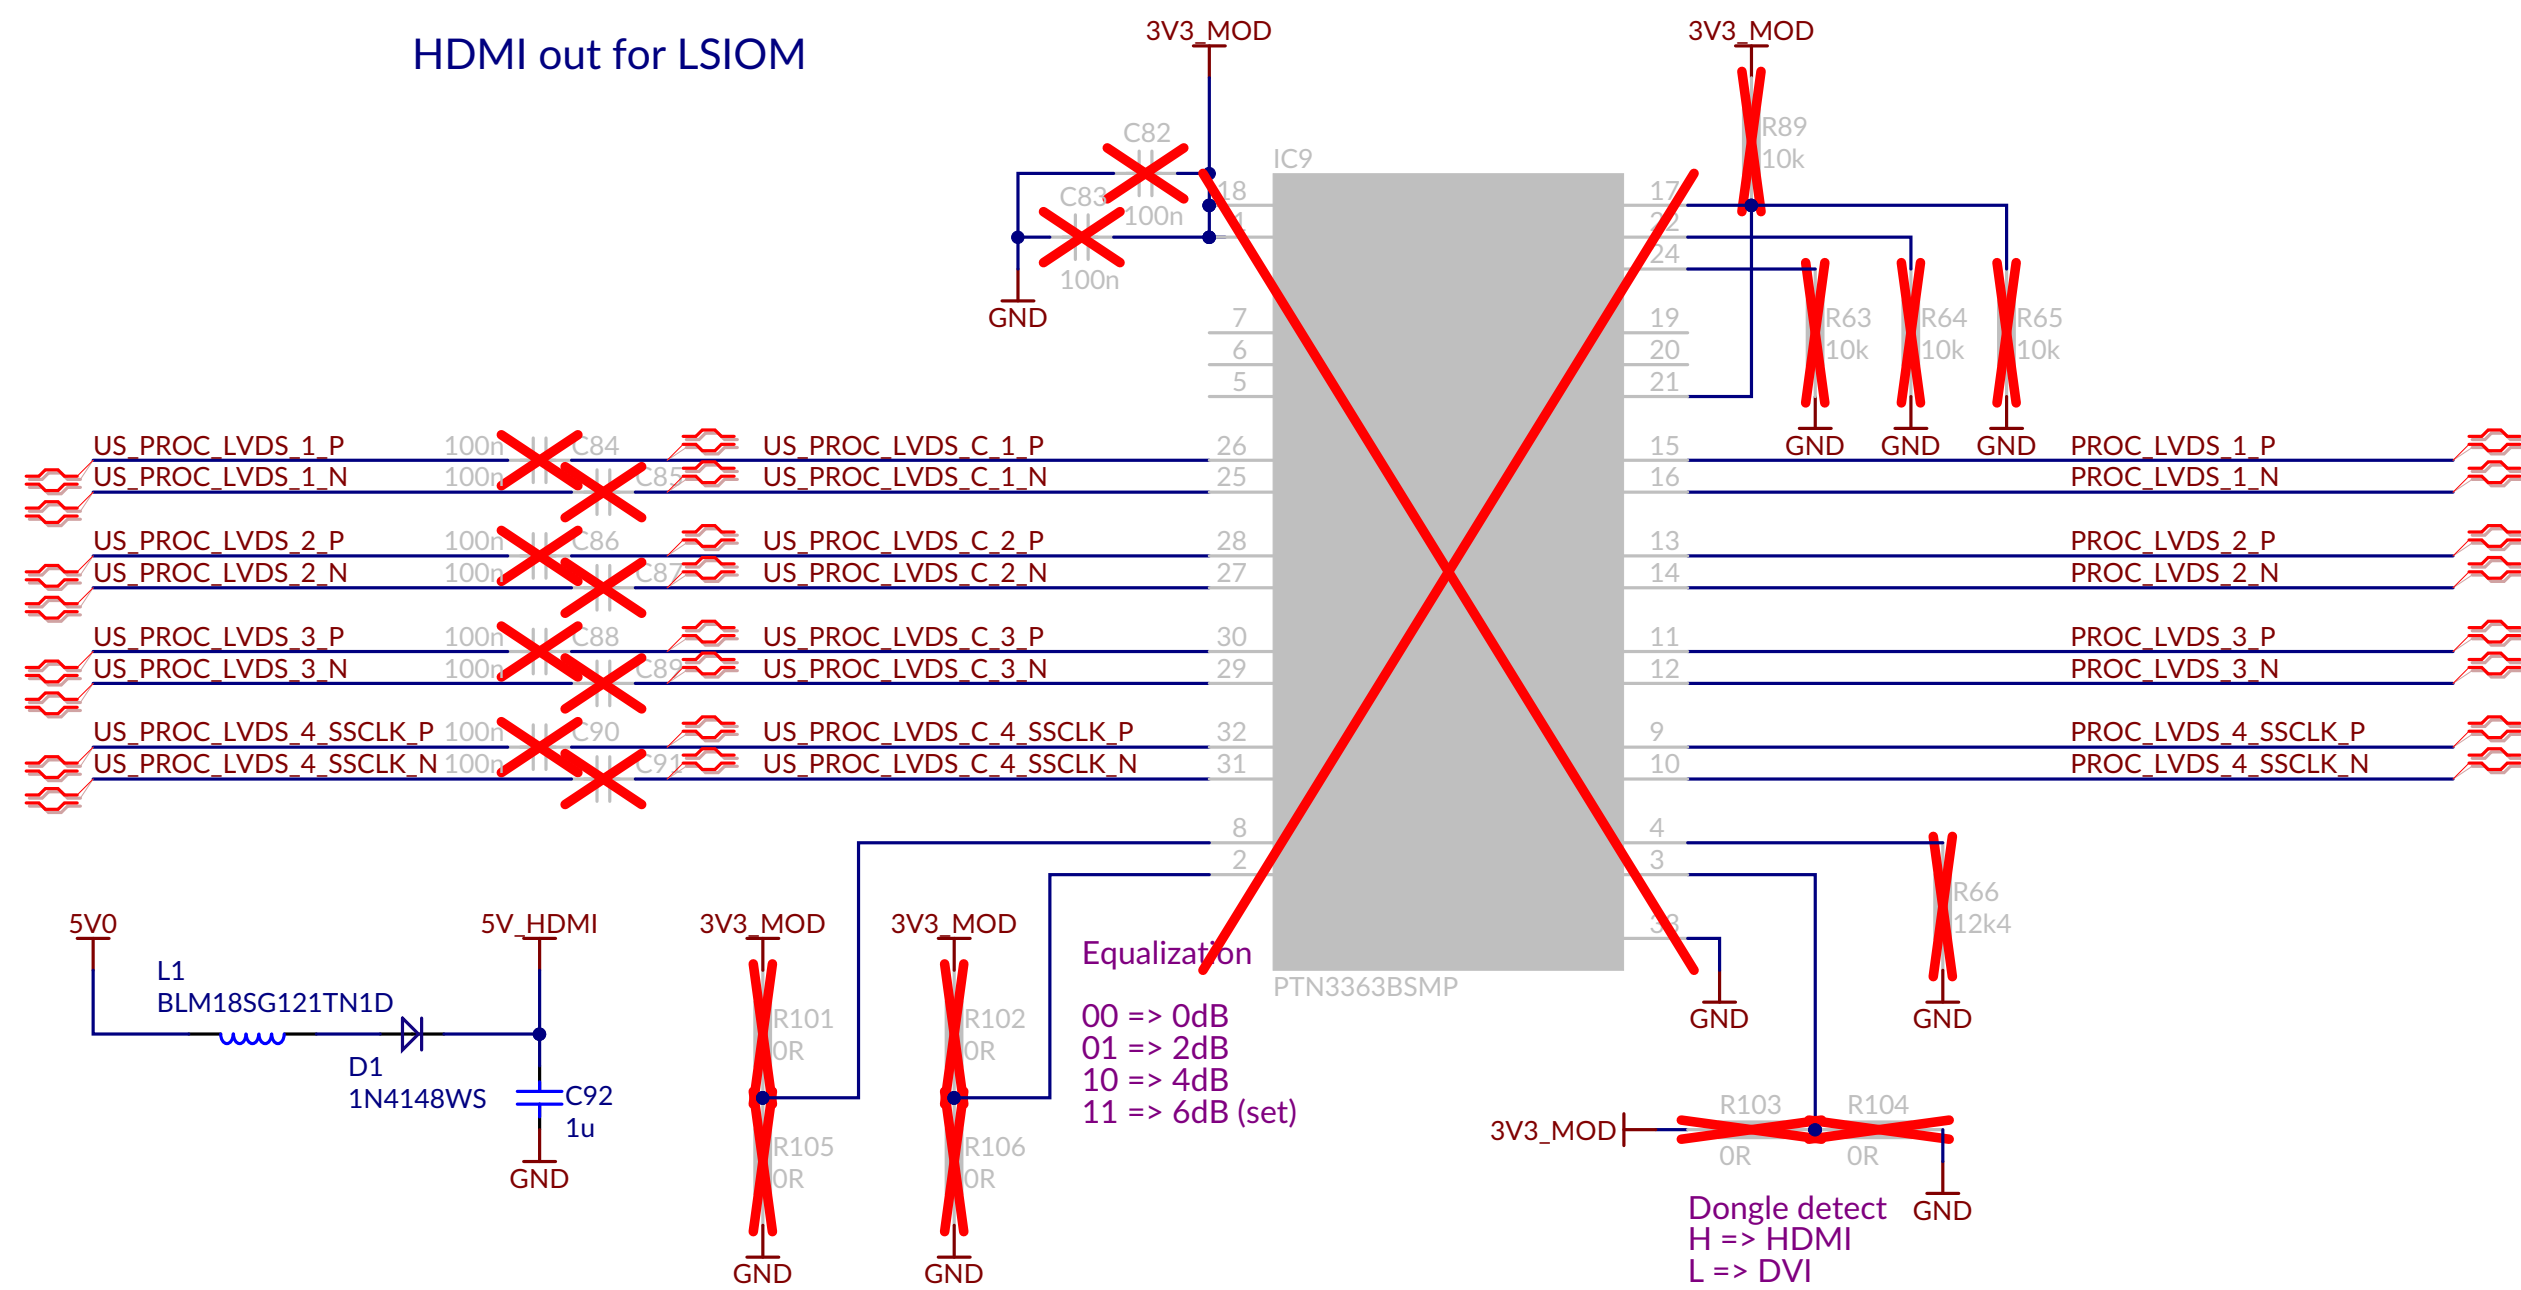 HDMI out for LSIOM
3V3_MOD
3V3_MOD
C82
100n
C83
100n
GND
IC9
R89
10k
18
1
7
6
5
17
22
24
19
20
21
R63
10k
R64
10k
R65
10k
GND
GND
GND
US_PROC_LVDS_1_P
100n
C84
US_PROC_LVDS_C_1_P
26
15
PROC_LVDS_1_P
US_PROC_LVDS_1_N
100n
C85
US_PROC_LVDS_C_1_N
25
16
PROC_LVDS_1_N
US_PROC_LVDS_2_P
100n
C86
US_PROC_LVDS_C_2_P
28
13
PROC_LVDS_2_P
US_PROC_LVDS_2_N
100n
C87
US_PROC_LVDS_C_2_N
27
14
PROC_LVDS_2_N
US_PROC_LVDS_3_P
100n
C88
US_PROC_LVDS_C_3_P
30
11
PROC_LVDS_3_P
US_PROC_LVDS_3_N
100n
C89
US_PROC_LVDS_C_3_N
29
12
PROC_LVDS_3_N
US_PROC_LVDS_4_SSCLK_P
100n
C90
US_PROC_LVDS_C_4_SSCLK_P
32
9
PROC_LVDS_4_SSCLK_P
US_PROC_LVDS_4_SSCLK_N
100n
C91
US_PROC_LVDS_C_4_SSCLK_N
31
10
PROC_LVDS_4_SSCLK_N
8
2
4
3
33
PTN3363BSMP
GND
R66
12k4
GND
5V0
L1
BLM18SG121TN1D
D1
1N4148WS
5V_HDMI
C92
1u
GND
3V3_MOD
R101
0R
R105
0R
GND
3V3_MOD
R102
0R
R106
0R
GND
Equalization
00 => 0dB
01 => 2dB
10 => 4dB
11 => 6dB (set)
3V3_MOD
R103
0R
R104
0R
GND
Dongle detect
H => HDMI
L => DVI